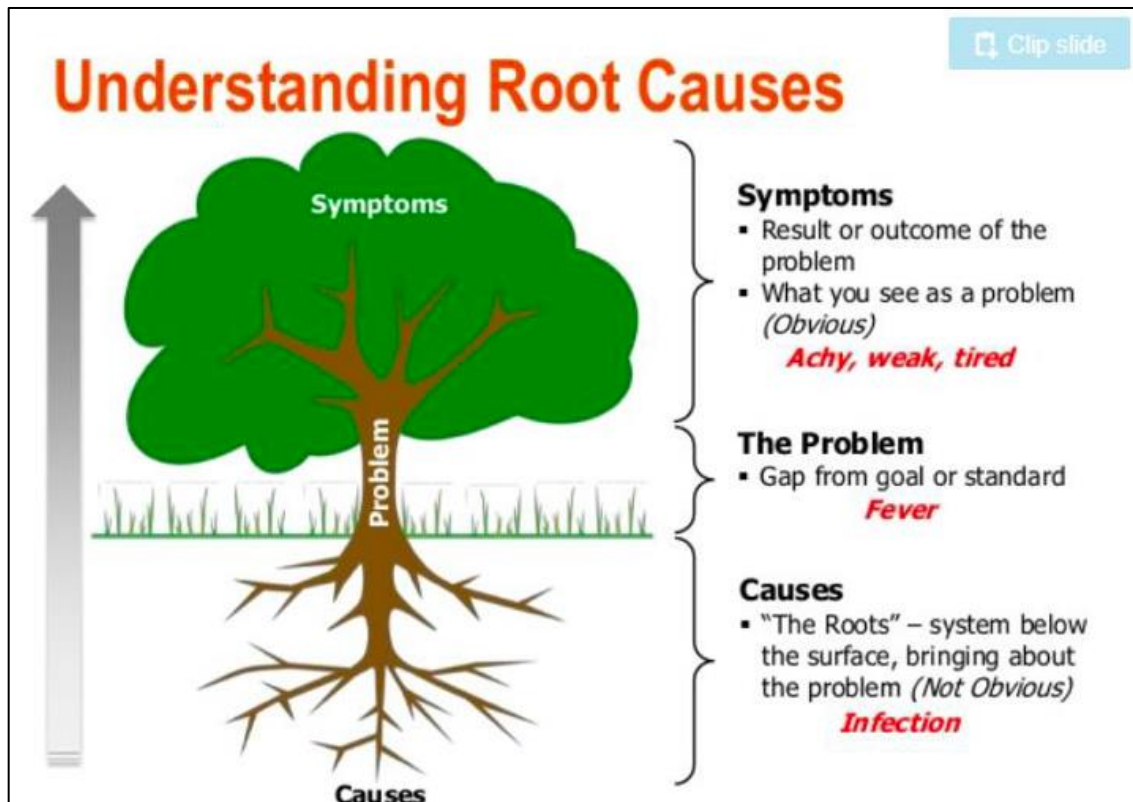 Clip slide
Understanding Root Causes
Symptoms
Problem
Causes
Symptoms
▪ Result or outcome of the
problem
▪ What you see as a problem
(Obvious)
Achy, weak, tired
The Problem
▪ Gap from goal or standard
Fever
Causes
▪ “The Roots” – system below
the surface, bringing about
the problem (Not Obvious)
Infection